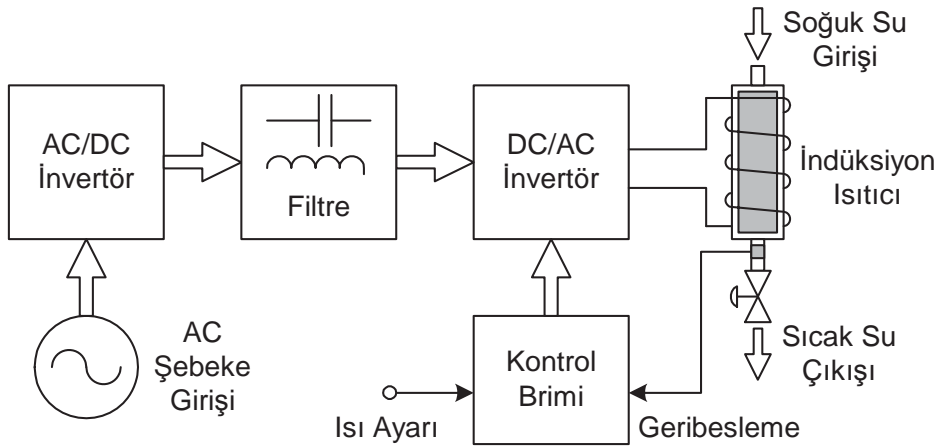 Soğuk Su
Girişi
AC/DC
İnvertör
Filtre
DC/AC
İnvertör
İndüksiyon
Isıtıcı
AC
Şebeke
Girişi
Kontrol
Brimi
Sıcak Su
Çıkışı
Isı Ayarı
Geribesleme